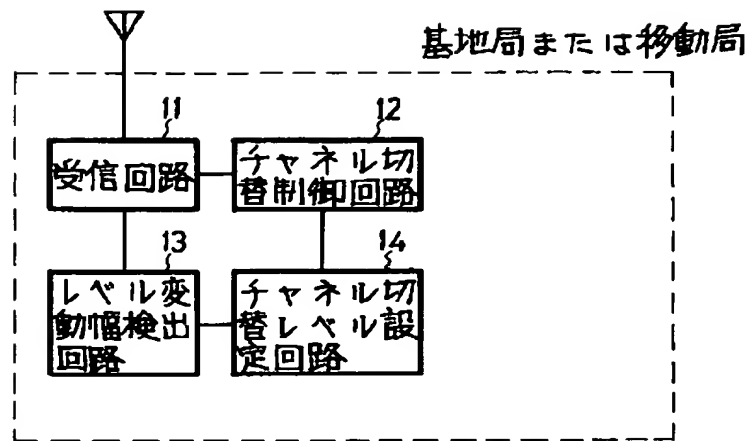 基地局または移動局
11
受信回路
12
チャネル切
替制御回路
13
レベル変
動幅検出
回路
14
チャネル切
替レベル設
定回路